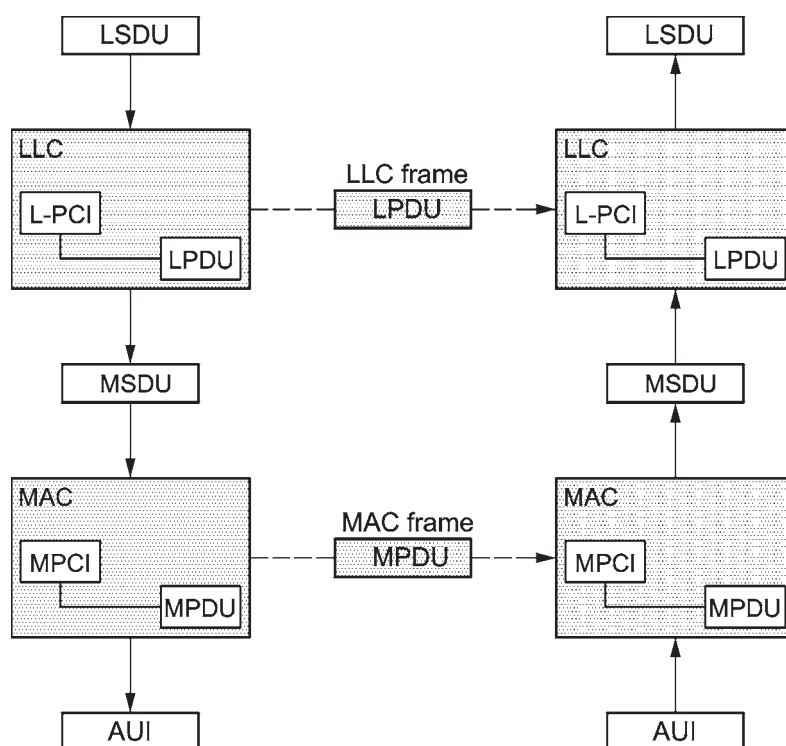 LSDU
LSDU
LLC
LLC
LLC frame
L-PCI
LPDU
L-PCI
LPDU
LPDU
MSDU
MSDU
MAC
MAC
MAC frame
MPCI
MPDU
MPCI
MPDU
MPDU
AUI
AUI